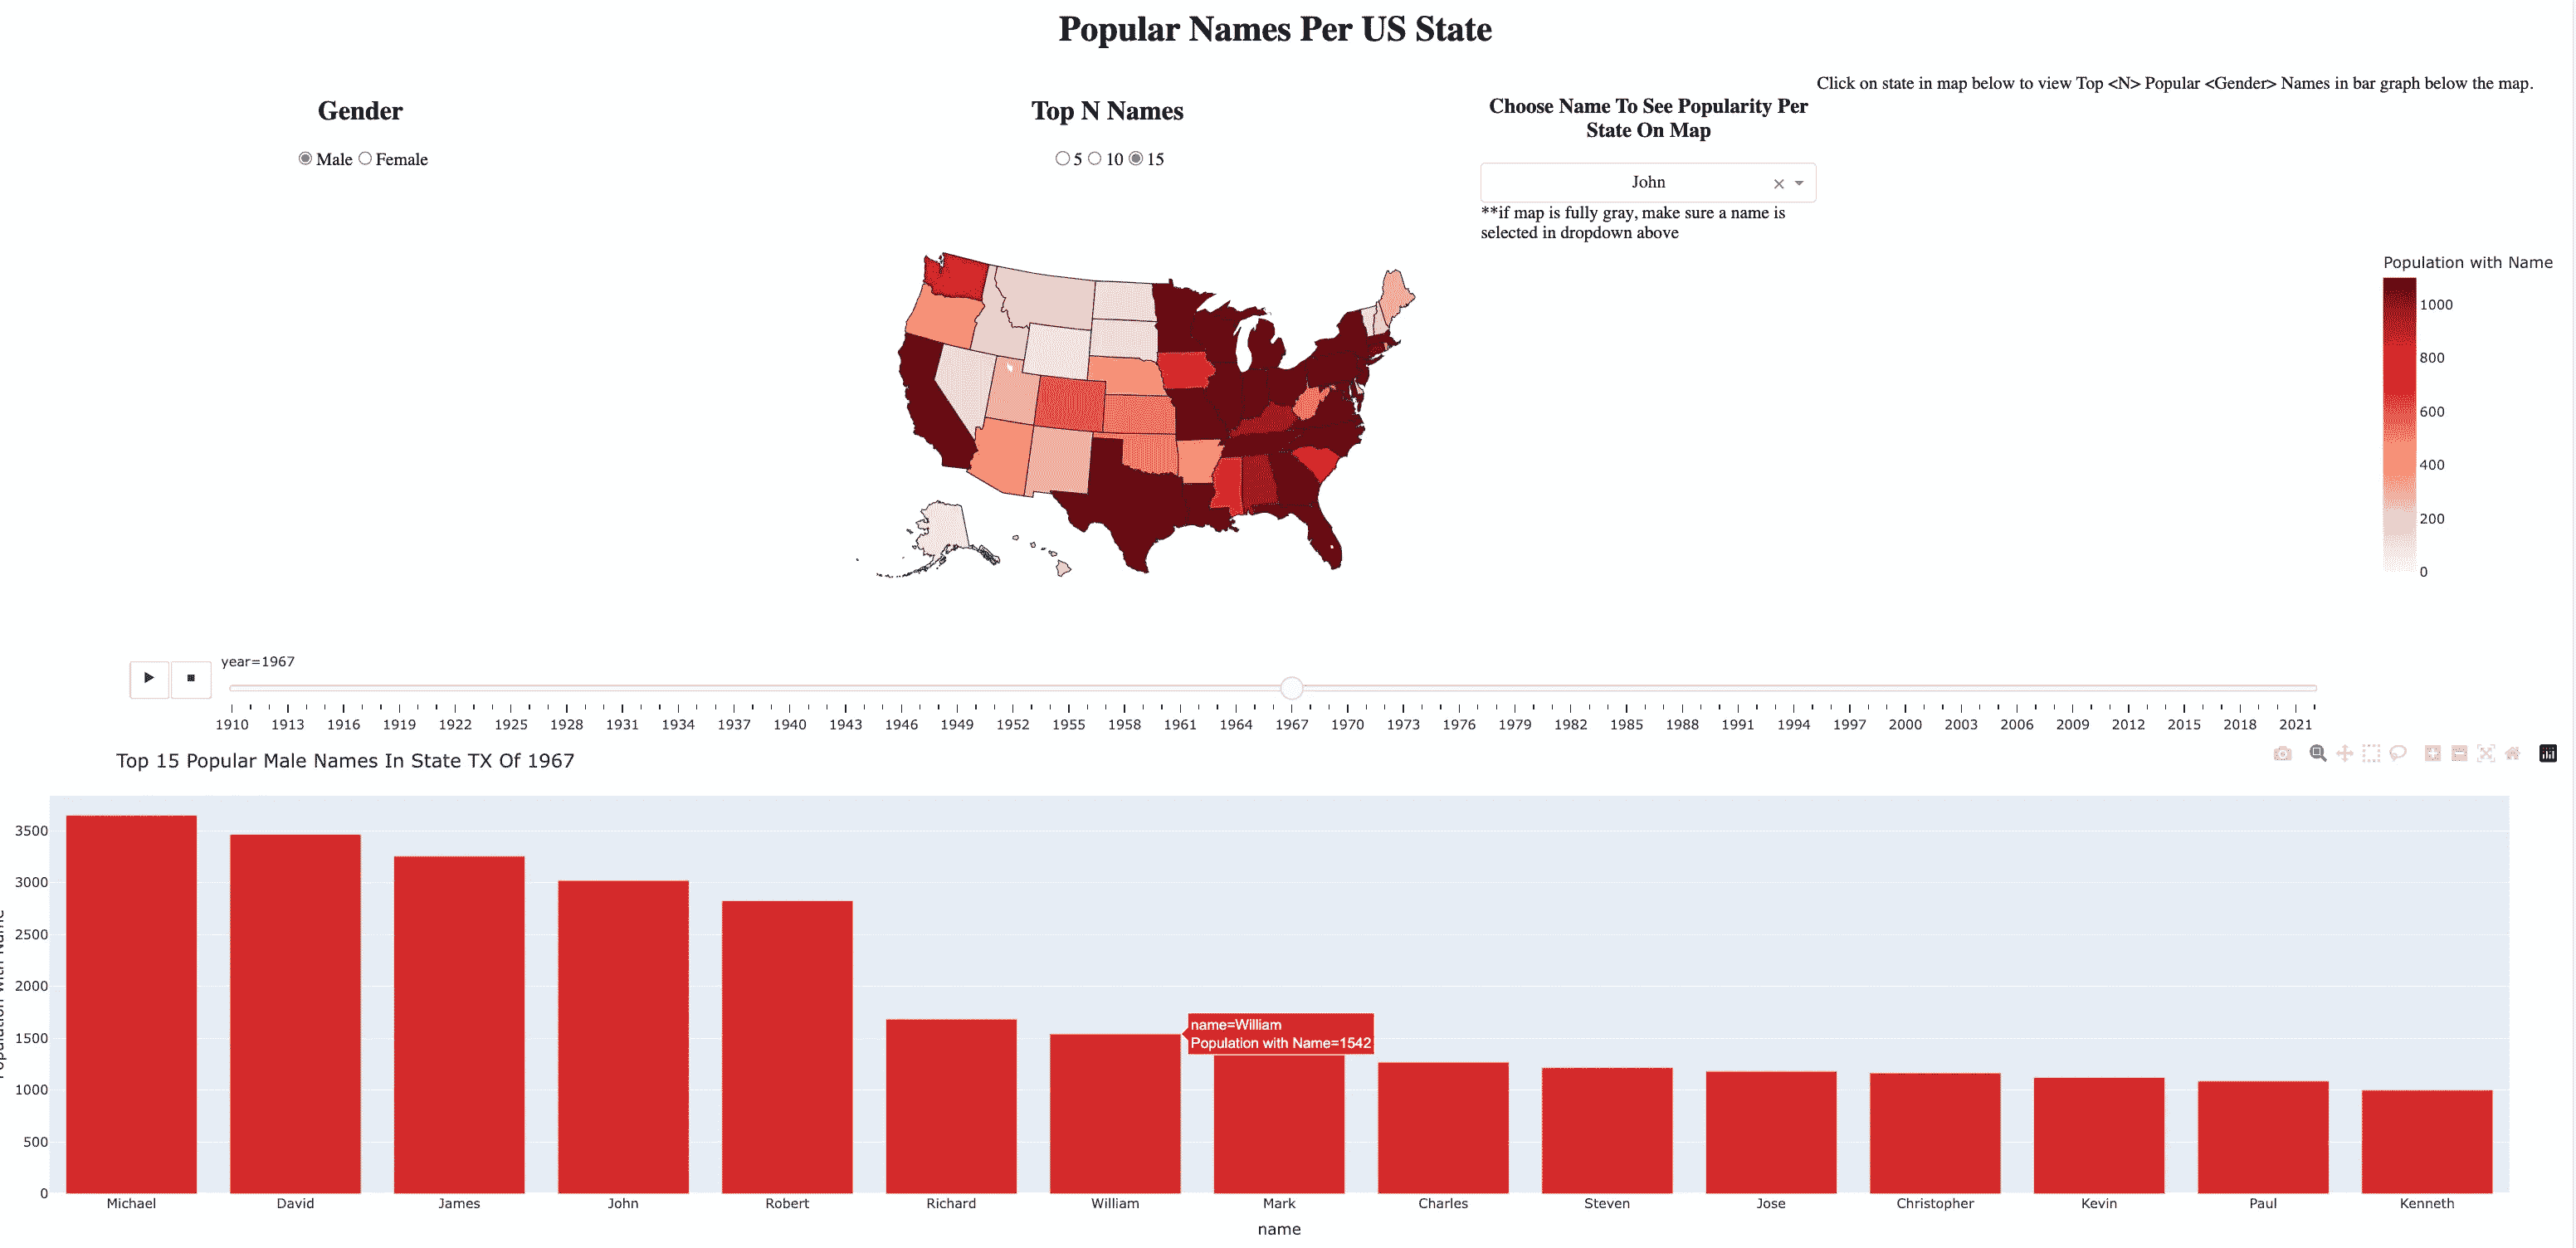 Popular Names Per US State
Click on state in map below to view Top <N> Popular <Gender> Names in bar graph below the map.
Gender
Male Female
Top N Names
5 10 15
Choose Name To See Popularity Per
State On Map
John
**if map is fully gray, make sure a name is
selected in dropdown above
Population with Name
1000
800
600
400
200
0
year=1967
1910 1913 1916 1919 1922 1925 1928 1931 1934 1937 1940 1943 1946 1949 1952 1955 1958 1961 1964 1967 1970 1973 1976 1979 1982 1985 1988 1991 1994 1997 2000 2003 2006 2009 2012 2015 2018 2021
Top 15 Popular Male Names In State TX Of 1967
3500
3000
2500
2000
1500
1000
500
0
name=William
Population with Name=1542
Michael David James John Robert Richard William Mark Charles Steven Jose Christopher Kevin Paul Kenneth
name